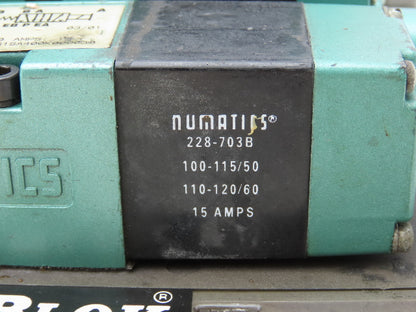 NUMATICS®
228-703B
100-115/50
110-120/60
15 AMPS
ICS
BLOK®